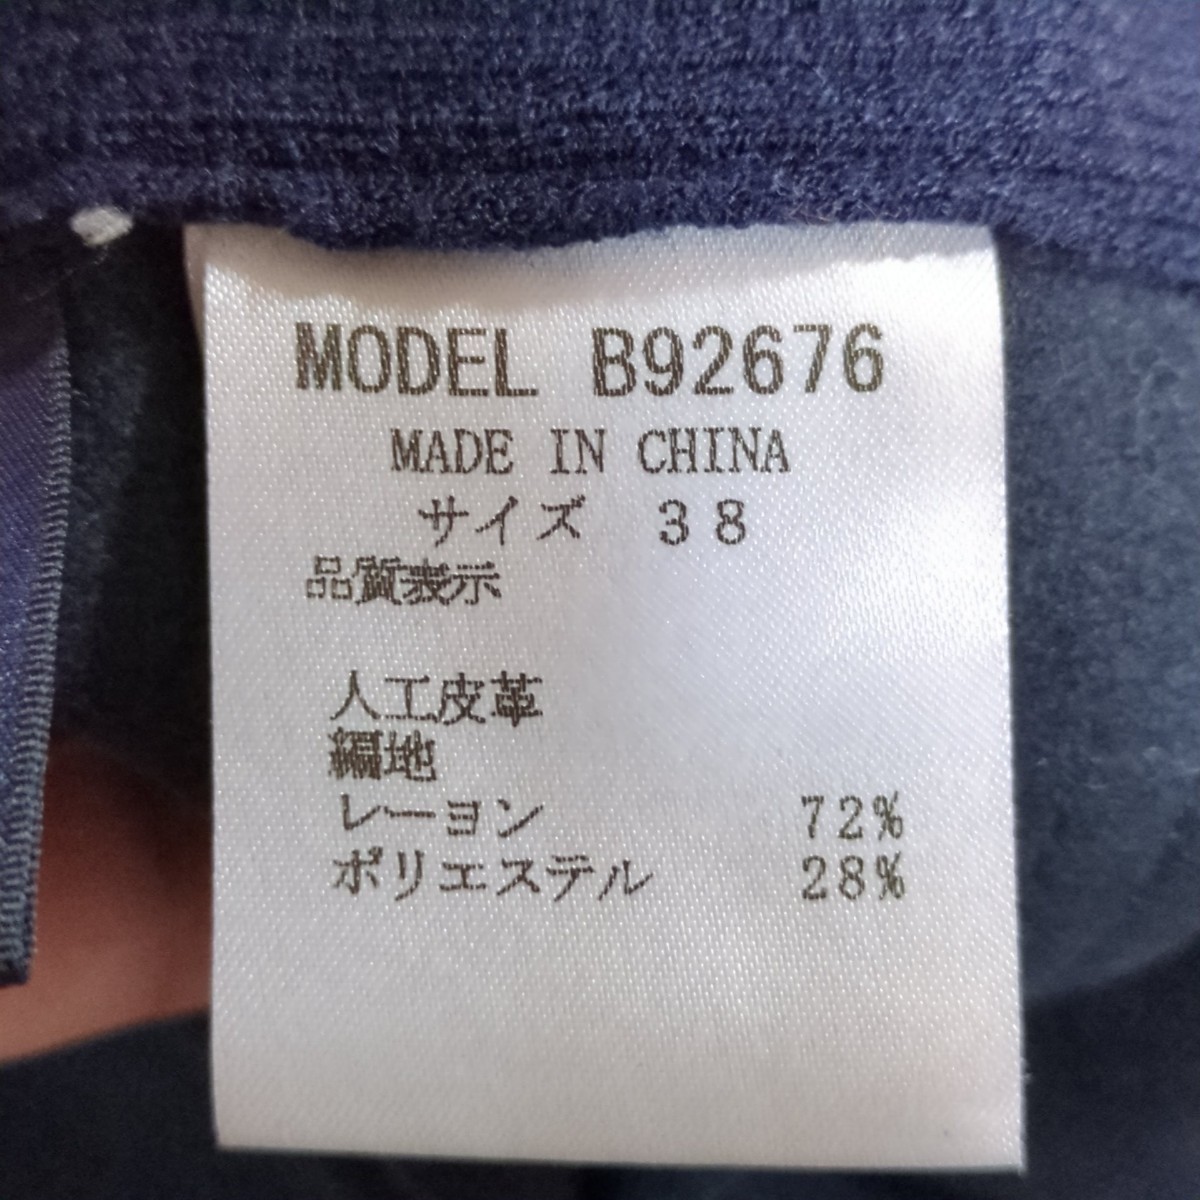 MODEL B92676
MADE IN CHINA
サイズ 38
品質表示
人工皮革
編地
レーヨン 72%
ポリエステル 28%